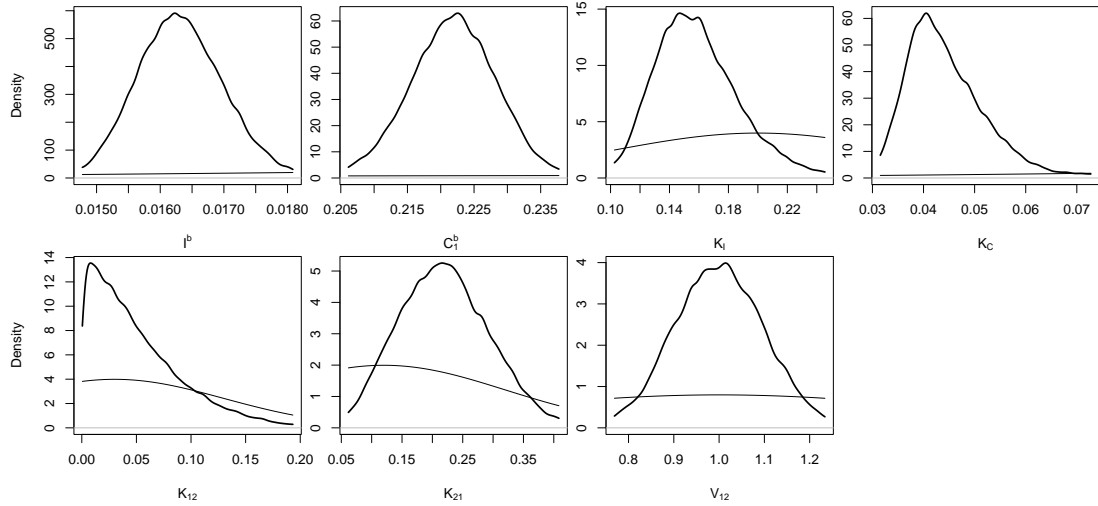 Density
0 100 300 500
0 10 20 30 40 50 60
0 5 10 15
0 10 20 30 40 50 60
0.0150 0.0160 0.0170 0.0180
0.205 0.215 0.225 0.235
0.10 0.14 0.18 0.22
0.03 0.04 0.05 0.06 0.07
I^b
C_1^b
K_I
K_C
Density
0 2 4 6 8 10 12 14
0 1 2 3 4 5
0 1 2 3 4
0.00 0.05 0.10 0.15 0.20
0.05 0.15 0.25 0.35
0.8 0.9 1.0 1.1 1.2
K_12
K_21
V_12